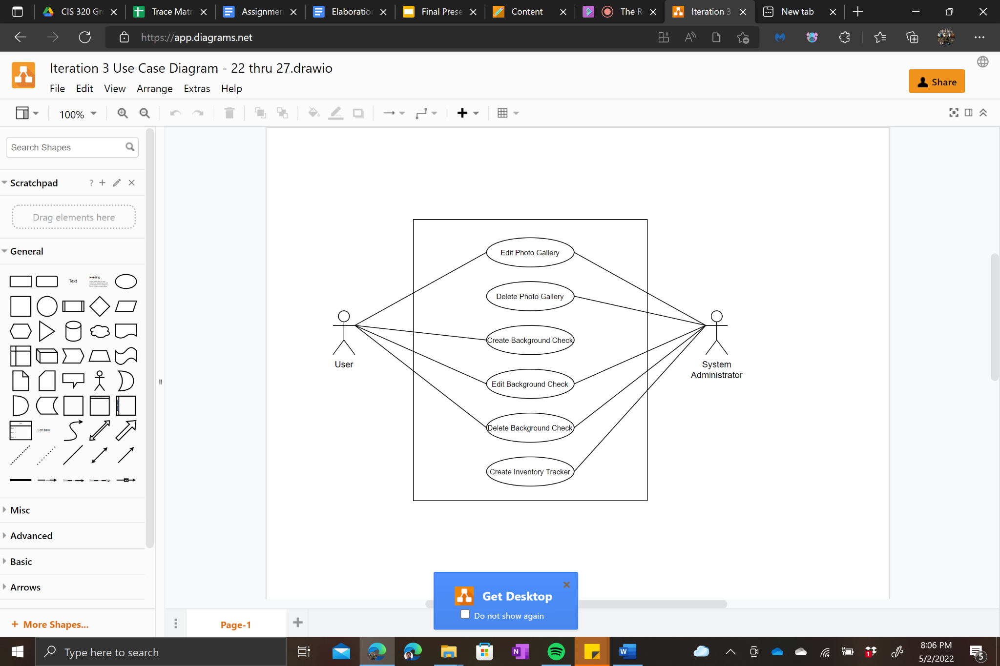 CIS 320 Gr
Trace Matr
Assignmen
Elaboration
Final Prese
Content
The R
Iteration 3
New tab
https://app.diagrams.net
Iteration 3 Use Case Diagram - 22 thru 27.drawio
File Edit View Arrange Extras Help
Share
100%
Search Shapes
Scratchpad
?
Drag elements here
General
Text
Heading
List Item
Misc
Advanced
Basic
Arrows
+ More Shapes...
Edit Photo Gallery
Delete Photo Gallery
Create Background Check
Edit Background Check
Delete Background Check
Create Inventory Tracker
User
System
Administrator
Get Desktop
Do not show again
Page-1
Type here to search
8:06 PM
5/2/2022
5